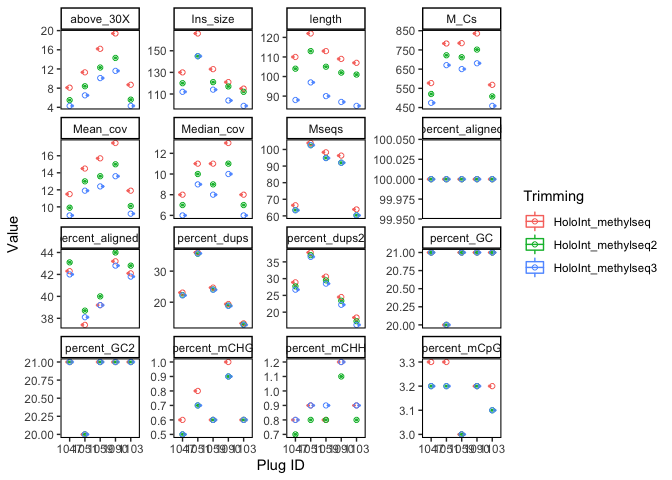 above_30X Ins_size length M_Cs
20 16 12 8 4
150 130 110
120 110 100 90
850 750 650 550 450
Mean_cov Median_cov Mseqs percent_aligned
16 14 12 10
12 10 8 6
100 90 80 70
100.050 100.025 100.000 99.975 99.950
ercent_aligned percent_dups percent_dups2 percent_GC
44 42 40 38
30 20
35 30 25 20
21.00 20.75 20.50 20.25 20.00
percent_GC2 percent_mCHG percent_mCHH percent_mCpG
21.00 20.75 20.50 20.25 20.00
1.0 0.9 0.8 0.7 0.6 0.5
1.2 1.1 1.0 0.9 0.8 0.7
3.3 3.2 3.1 3.0
Value
Plug ID
Trimming
HoloInt_methylseq
HoloInt_methylseq2
HoloInt_methylseq3